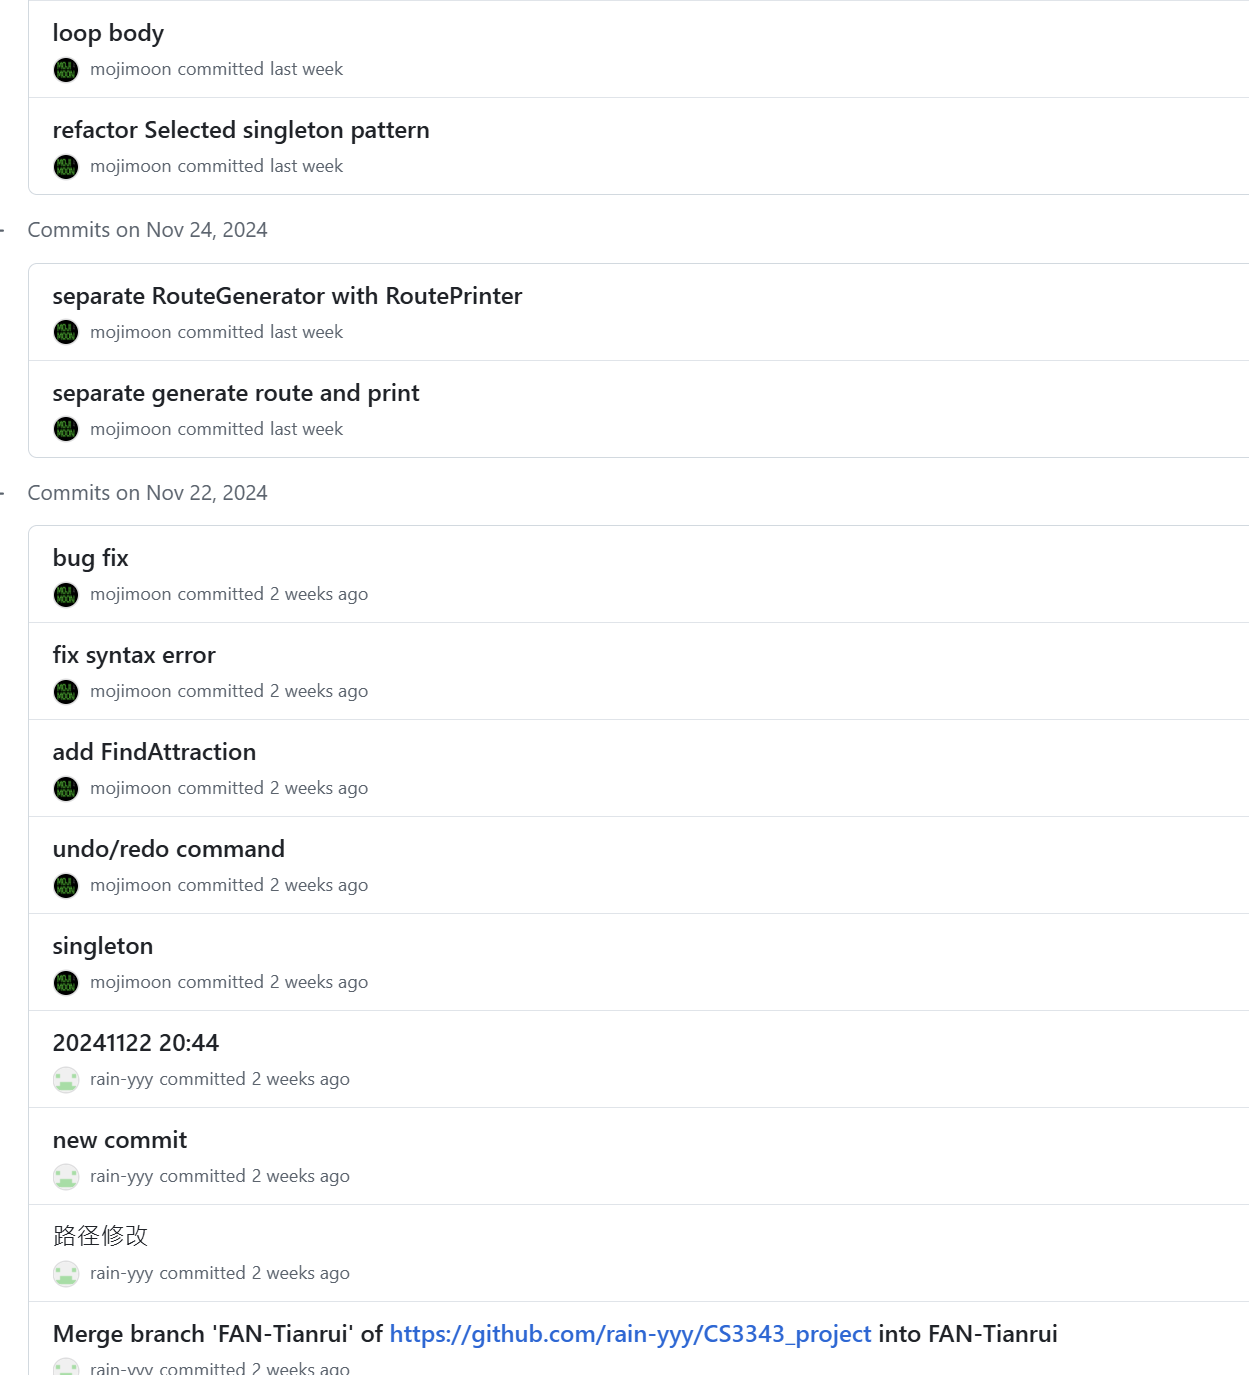 loop body
mojimoon committed last week
refactor Selected singleton pattern
mojimoon committed last week
Commits on Nov 24, 2024
separate RouteGenerator with RoutePrinter
mojimoon committed last week
separate generate route and print
mojimoon committed last week
Commits on Nov 22, 2024
bug fix
mojimoon committed 2 weeks ago
fix syntax error
mojimoon committed 2 weeks ago
add FindAttraction
mojimoon committed 2 weeks ago
undo/redo command
mojimoon committed 2 weeks ago
singleton
mojimoon committed 2 weeks ago
20241122 20:44
rain-yyy committed 2 weeks ago
new commit
rain-yyy committed 2 weeks ago
路径修改
rain-yyy committed 2 weeks ago
Merge branch 'FAN-Tianrui' of https://github.com/rain-yyy/CS3343_project into FAN-Tianrui
rain-yyy committed 2 weeks ago